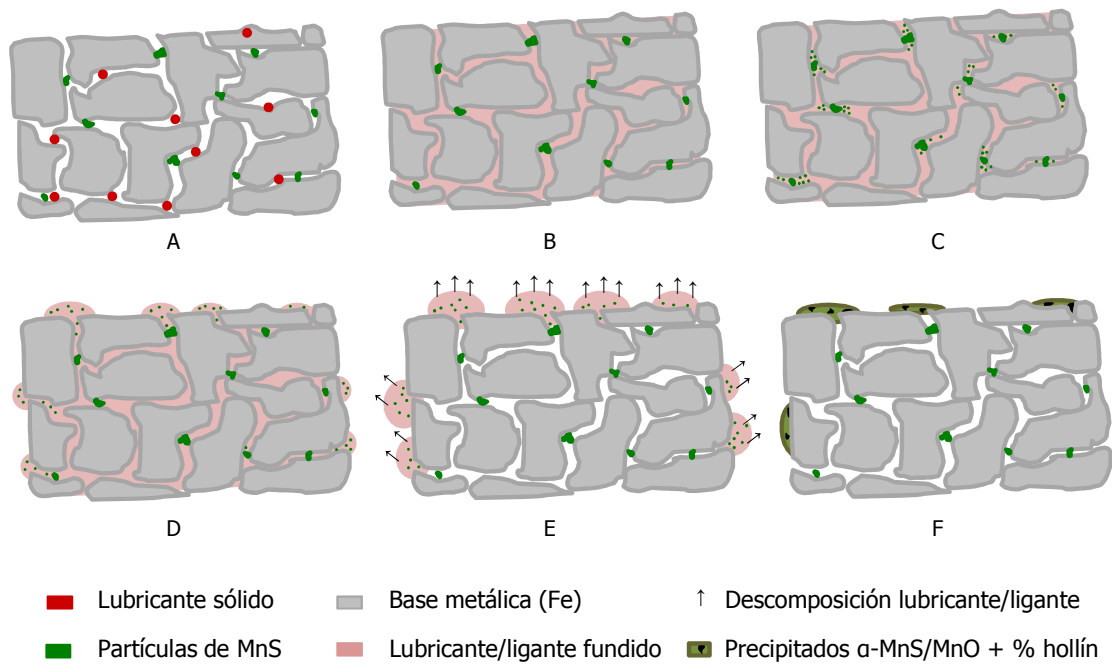 A
B
C
D
E
F
Lubricante sólido
Base metálica (Fe)
↑ Descomposición lubricante/ligante
Partículas de MnS
Lubricante/ligante fundido
Precipitados α-MnS/MnO + % hollín